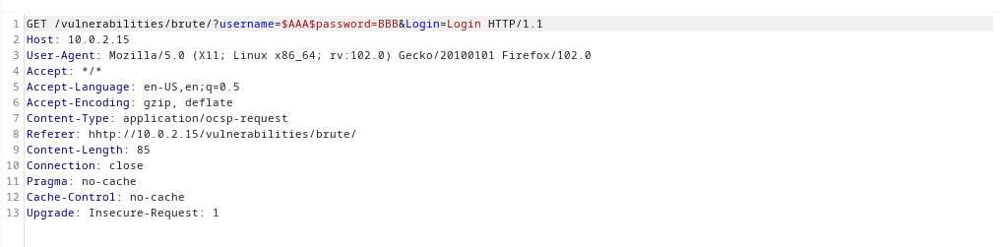 1 GET /vulnerabilities/brute/?username=$AAA$password=BBB&Login=Login HTTP/1.1
2 Host: 10.0.2.15
3 User-Agent: Mozilla/5.0 (X11; Linux x86_64; rv:102.0) Gecko/20100101 Firefox/102.0
4 Accept: */*
5 Accept-Language: en-US,en;q=0.5
6 Accept-Encoding: gzip, deflate
7 Content-Type: application/ocsp-request
8 Referer: hhtp://10.0.2.15/vulnerabilities/brute/
9 Content-Length: 85
10 Connection: close
11 Pragma: no-cache
12 Cache-Control: no-cache
13 Upgrade: Insecure-Request: 1